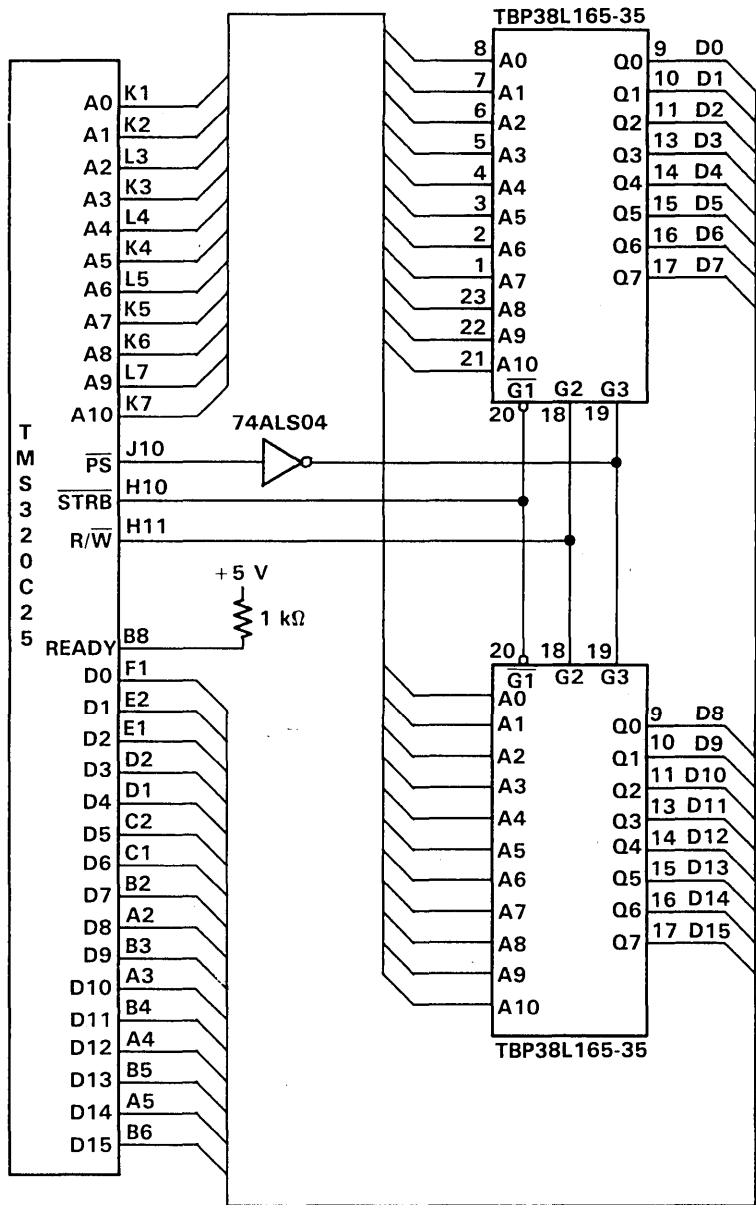 TMS320C25
A0 K1
A1 K2
A2 L3
A3 K3
A4 L4
A5 K4
A6 L5
A7 K5
A8 K6
A9 L7
A10 K7
PS J10
STRB H10
R/W H11
74ALS04
+5 V
1 kΩ
READY B8
D0 F1
D1 E2
D2 E1
D3 D2
D4 D1
D5 C2
D6 C1
D7 B2
D8 A2
D9 B3
D10 A3
D11 B4
D12 A4
D13 B5
D14 A5
D15 B6
TBP38L165-35
8 A0 Q0 9 D0
7 A1 Q1 10 D1
6 A2 Q2 11 D2
5 A3 Q3 13 D3
4 A4 Q4 14 D4
3 A5 Q5 15 D5
2 A6 Q6 16 D6
1 A7 Q7 17 D7
23 A8
22 A9
21 A10
G1 G2 G3
20 18 19
20 18 19
G1 G2 G3
A0 Q0 9 D8
A1 Q1 10 D9
A2 Q2 11 D10
A3 Q3 13 D11
A4 Q4 14 D12
A5 Q5 15 D13
A6 Q6 16 D14
A7 Q7 17 D15
A8
A9
A10
TBP38L165-35